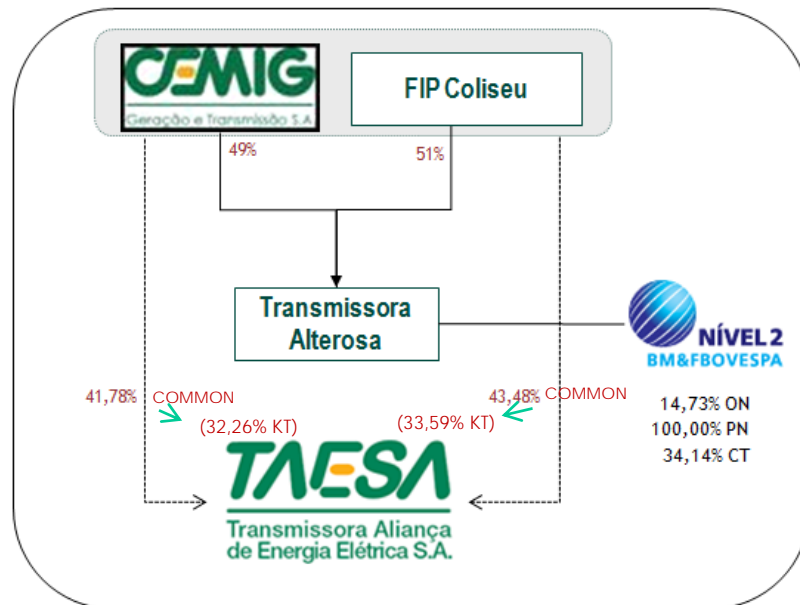 CEMIG
Geração e Transmissão S.A.
FIP Coliseu
49%
51%
Transmissora
Alterosa
NÍVEL 2
BM&FBOVESPA
41,78%
COMMON
43,48%
COMMON
(32,26% KT)
(33,59% KT)
14,73% ON
100,00% PN
34,14% CT
TAESA
Transmissora Aliança
de Energia Elétrica S.A.